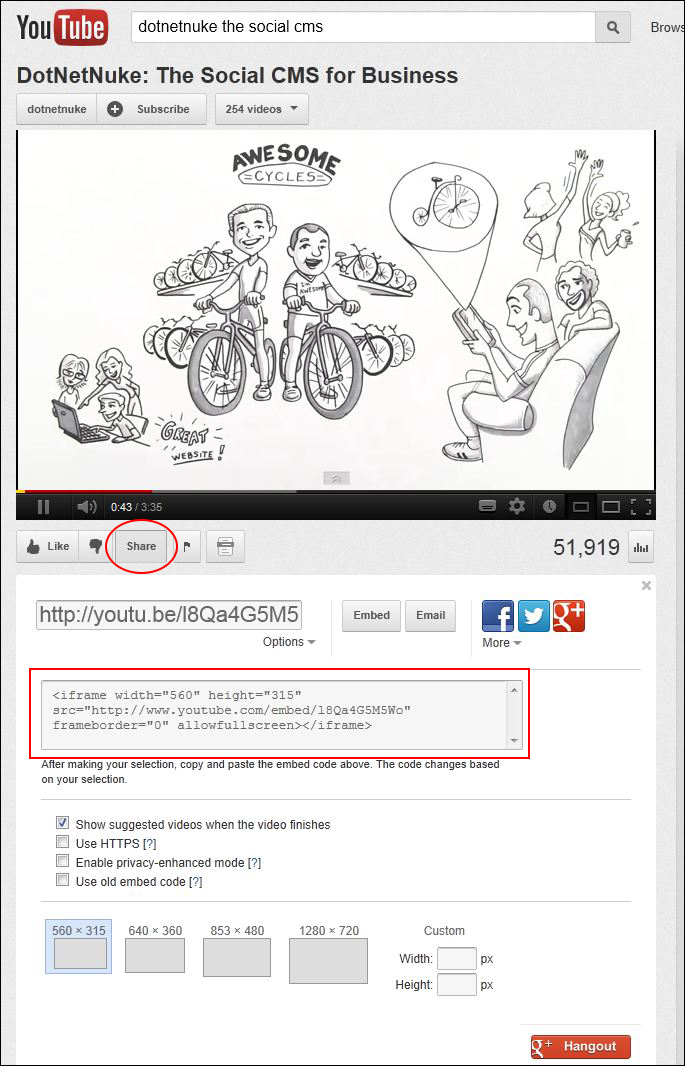 YouTube
dotnetnuke the social cms
Brows
DotNetNuke: The Social CMS for Business
dotnetnuke Subscribe 254 videos
AWESOME
CYCLES
I'M
AWESOME
GREAT
WEBSITE!
0:43 / 3:35
Like Share 51,919
http://youtu.be/l8Qa4G5M5 Embed Email
Options More
<iframe width="560" height="315"
src="http://www.youtube.com/embed/l8Qa4G5M5Wo"
frameborder="0" allowfullscreen></iframe>
After making your selection, copy and paste the embed code above. The code changes based
on your selection.
Show suggested videos when the video finishes
Use HTTPS [?]
Enable privacy-enhanced mode [?]
Use old embed code [?]
560 × 315 640 × 360 853 × 480 1280 × 720 Custom
Width: px
Height: px
g+ Hangout